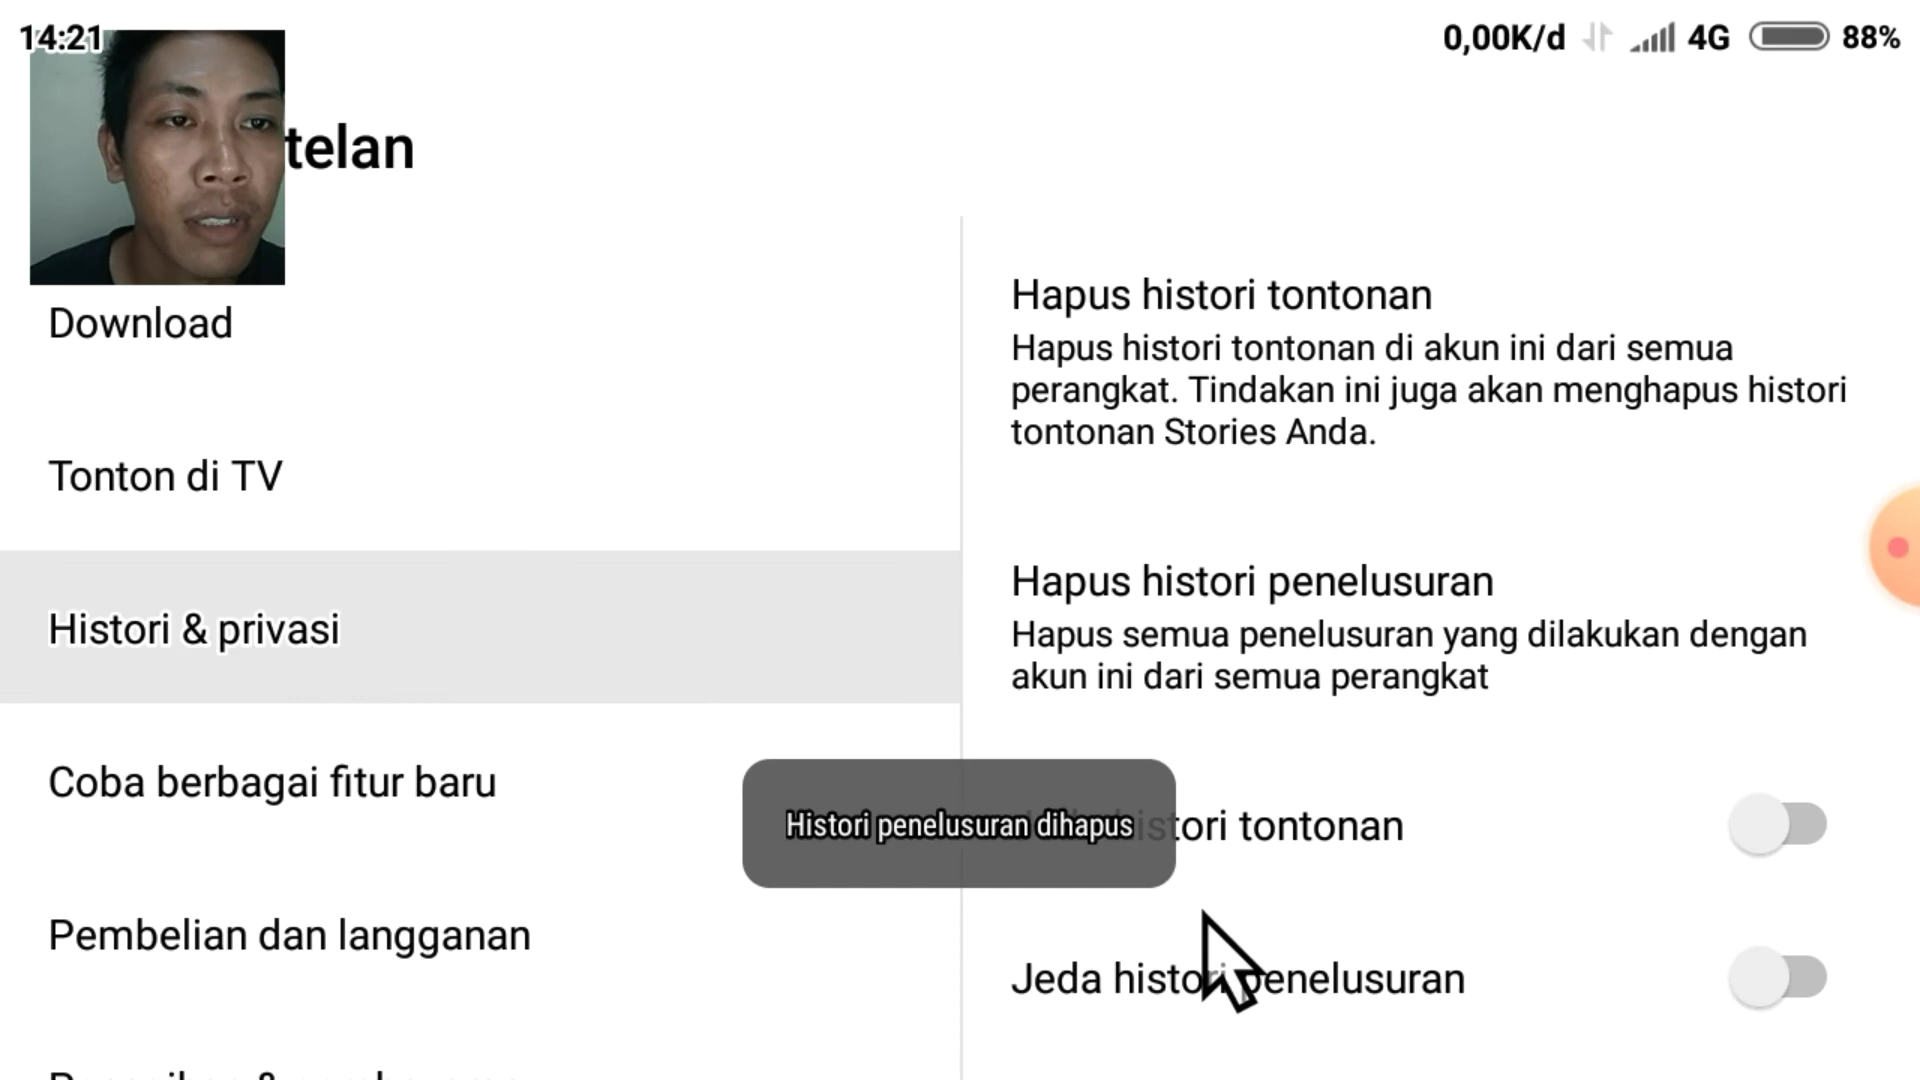 14:21
0,00K/d
4G
88%
telan
Download
Tonton di TV
Histori & privasi
Coba berbagai fitur baru
Pembelian dan langganan
Hapus histori tontonan
Hapus histori tontonan di akun ini dari semua
perangkat. Tindakan ini juga akan menghapus histori
tontonan Stories Anda.
Hapus histori penelusuran
Hapus semua penelusuran yang dilakukan dengan
akun ini dari semua perangkat
Histori penelusuran dihapus
tori tontonan
Jeda histori penelusuran